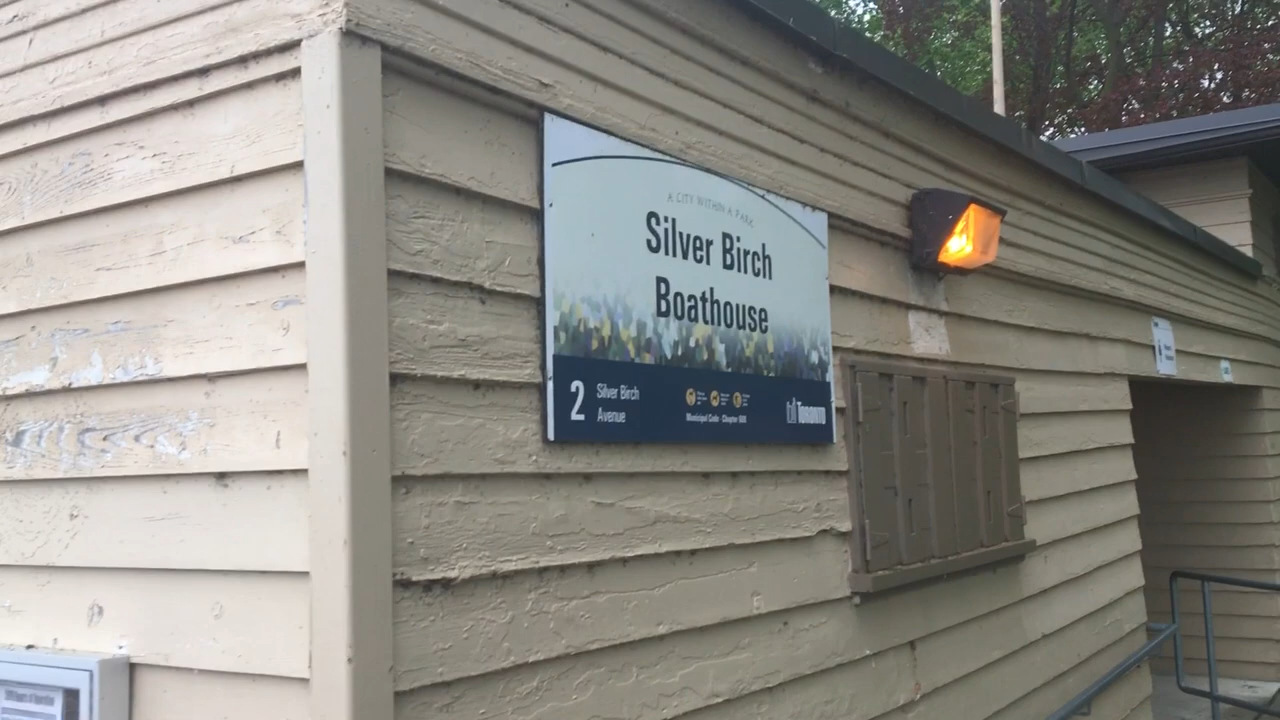 A CITY WITHIN A PARK
Silver Birch
Boathouse
2 Silver Birch
Avenue
Municipal Code - Chapter 608
Toronto